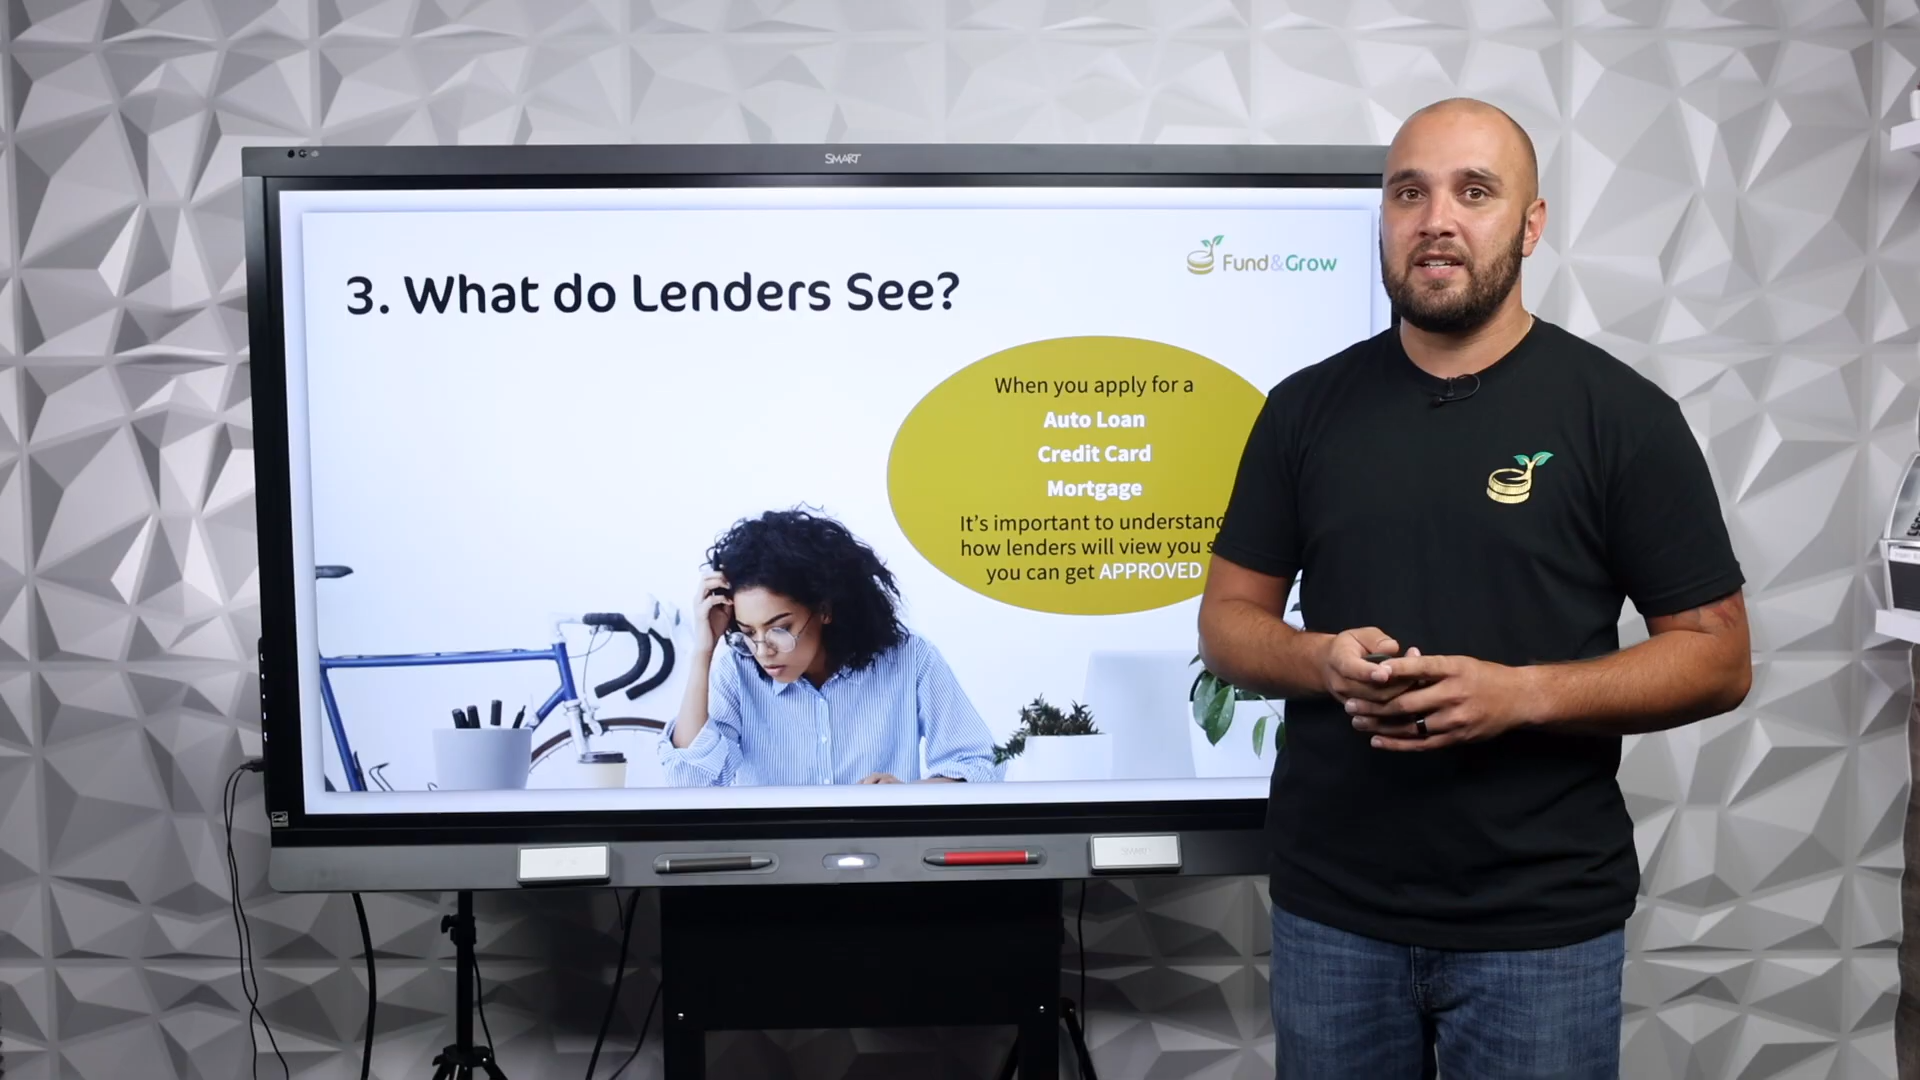 SMART
3. What do Lenders See?
Fund&Grow
When you apply for a
Auto Loan
Credit Card
Mortgage
It's important to understand
how lenders will view you s
you can get APPROVED
SMART